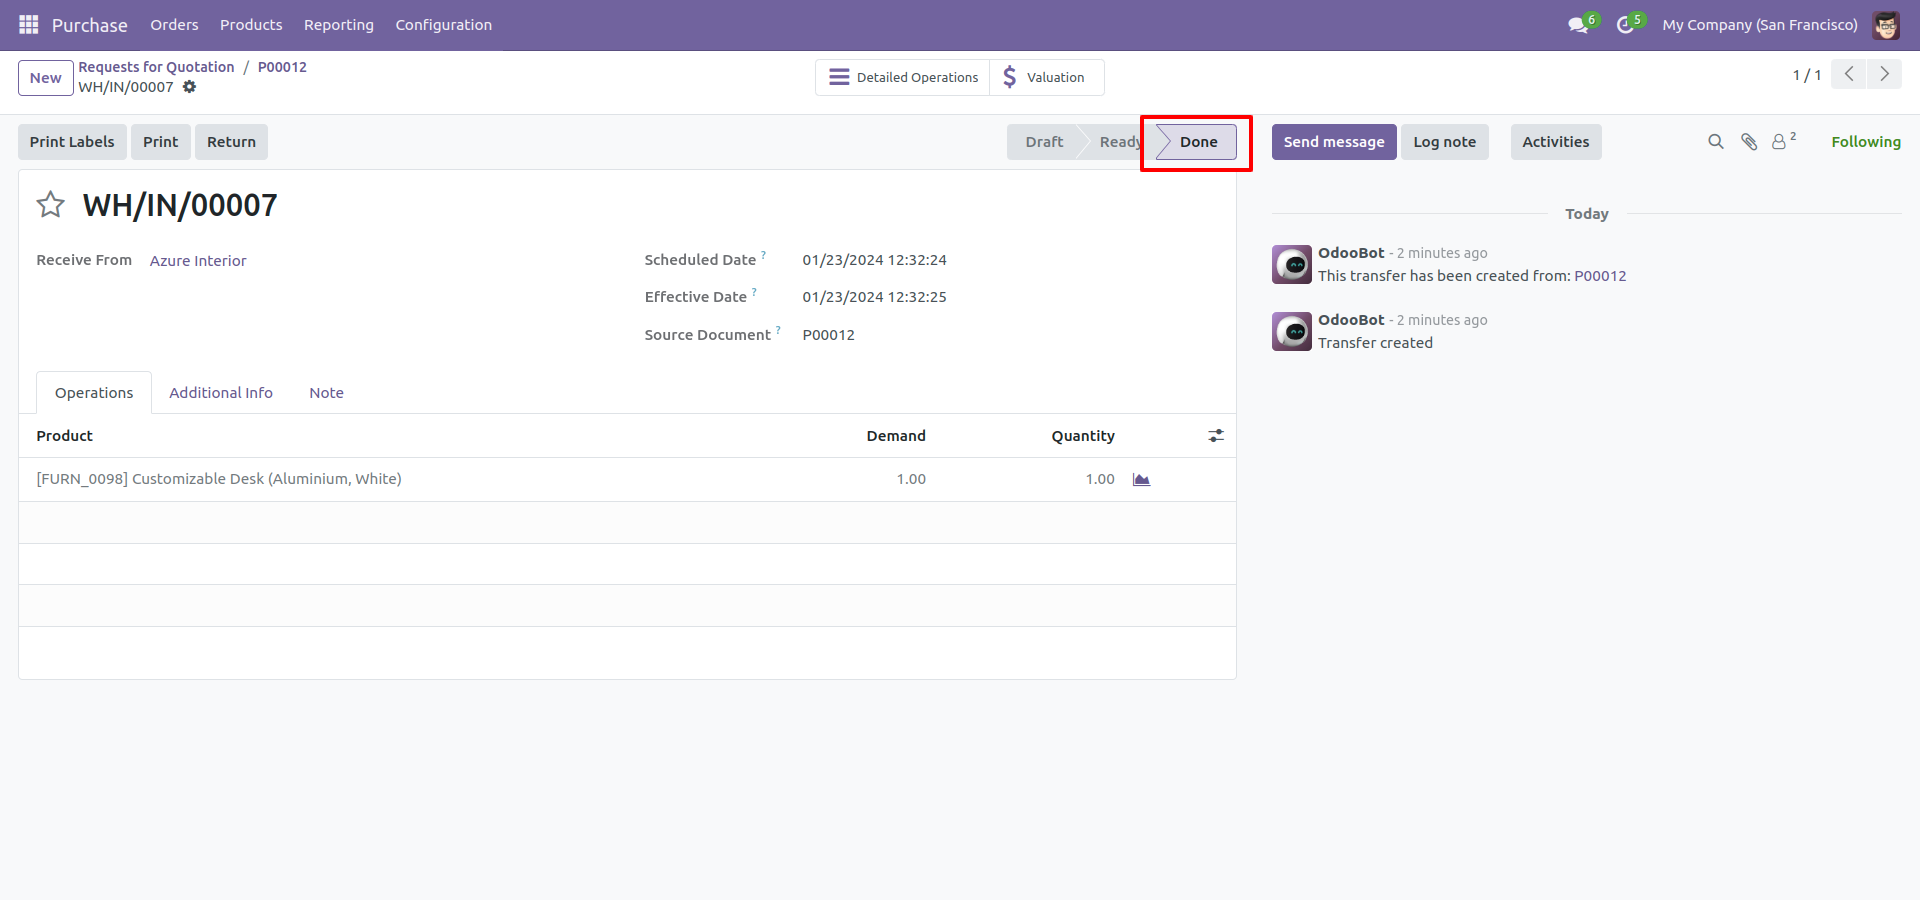 Purchase Orders Products Reporting Configuration 6 5 My Company (San Francisco)
New Requests for Quotation / P00012
WH/IN/00007
Detailed Operations Valuation 1 / 1
Print Labels Print Return Draft Ready Done Send message Log note Activities 2 Following
WH/IN/00007
Receive From Azure Interior
Scheduled Date ? 01/23/2024 12:32:24
Effective Date ? 01/23/2024 12:32:25
Source Document ? P00012
Operations Additional Info Note
Product Demand Quantity
[FURN_0098] Customizable Desk (Aluminium, White) 1.00 1.00
Today
OdooBot - 2 minutes ago
This transfer has been created from: P00012
OdooBot - 2 minutes ago
Transfer created